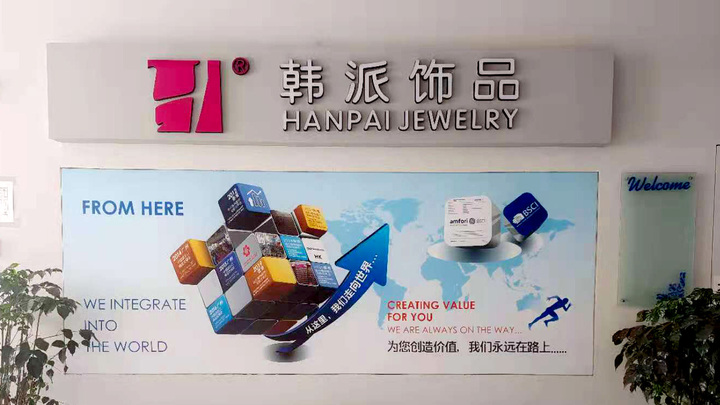 ®
韩派饰品
HANPAI JEWELRY
FROM HERE
WE INTEGRATE
INTO
THE WORLD
从这里，我们走向世界...
HK
amfori
BSCI
CREATING VALUE
FOR YOU
WE ARE ALWAYS ON THE WAY...
为您创造价值，我们永远在路上......
Welcome